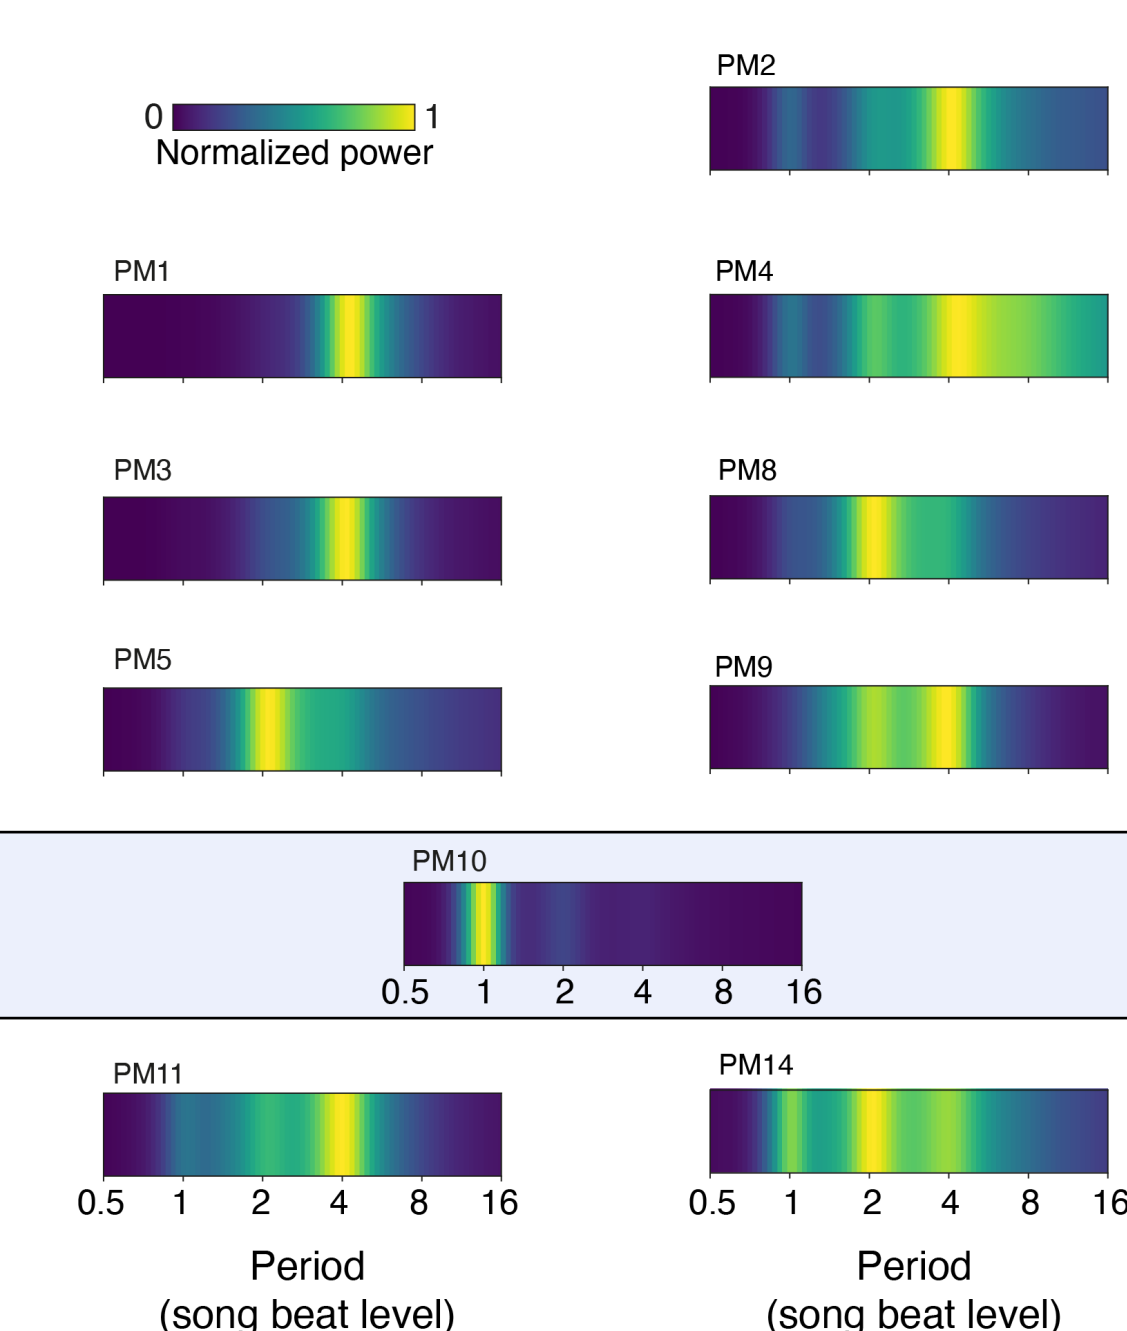 PM2
0 1
Normalized power
PM1
PM4
PM3
PM8
PM5
PM9
PM10
0.5 1 2 4 8 16
PM11
PM14
0.5 1 2 4 8 16
0.5 1 2 4 8 16
Period
(song beat level)
Period
(song beat level)